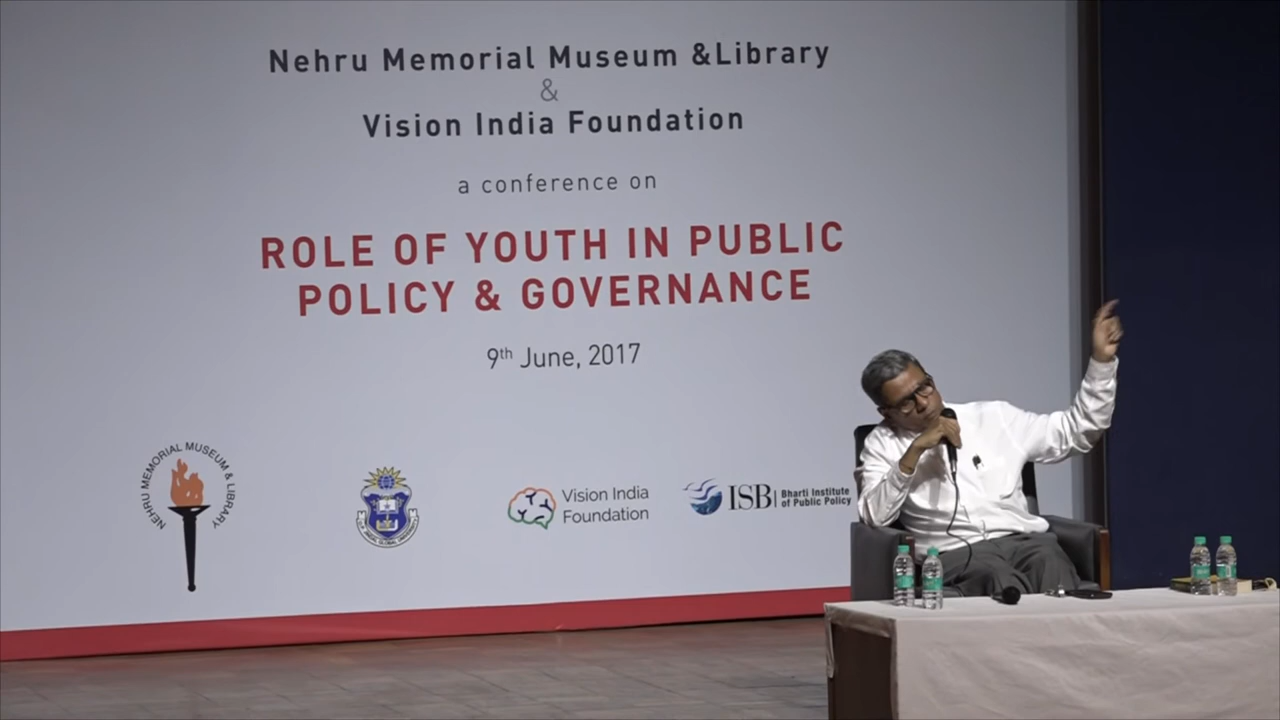 Nehru Memorial Museum &Library
&
Vision India Foundation
a conference on
ROLE OF YOUTH IN PUBLIC
POLICY & GOVERNANCE
9th June, 2017
NEHRU MEMORIAL MUSEUM & LIBRARY
Vision India
Foundation
ISB
Bharti Institute
of Public Policy